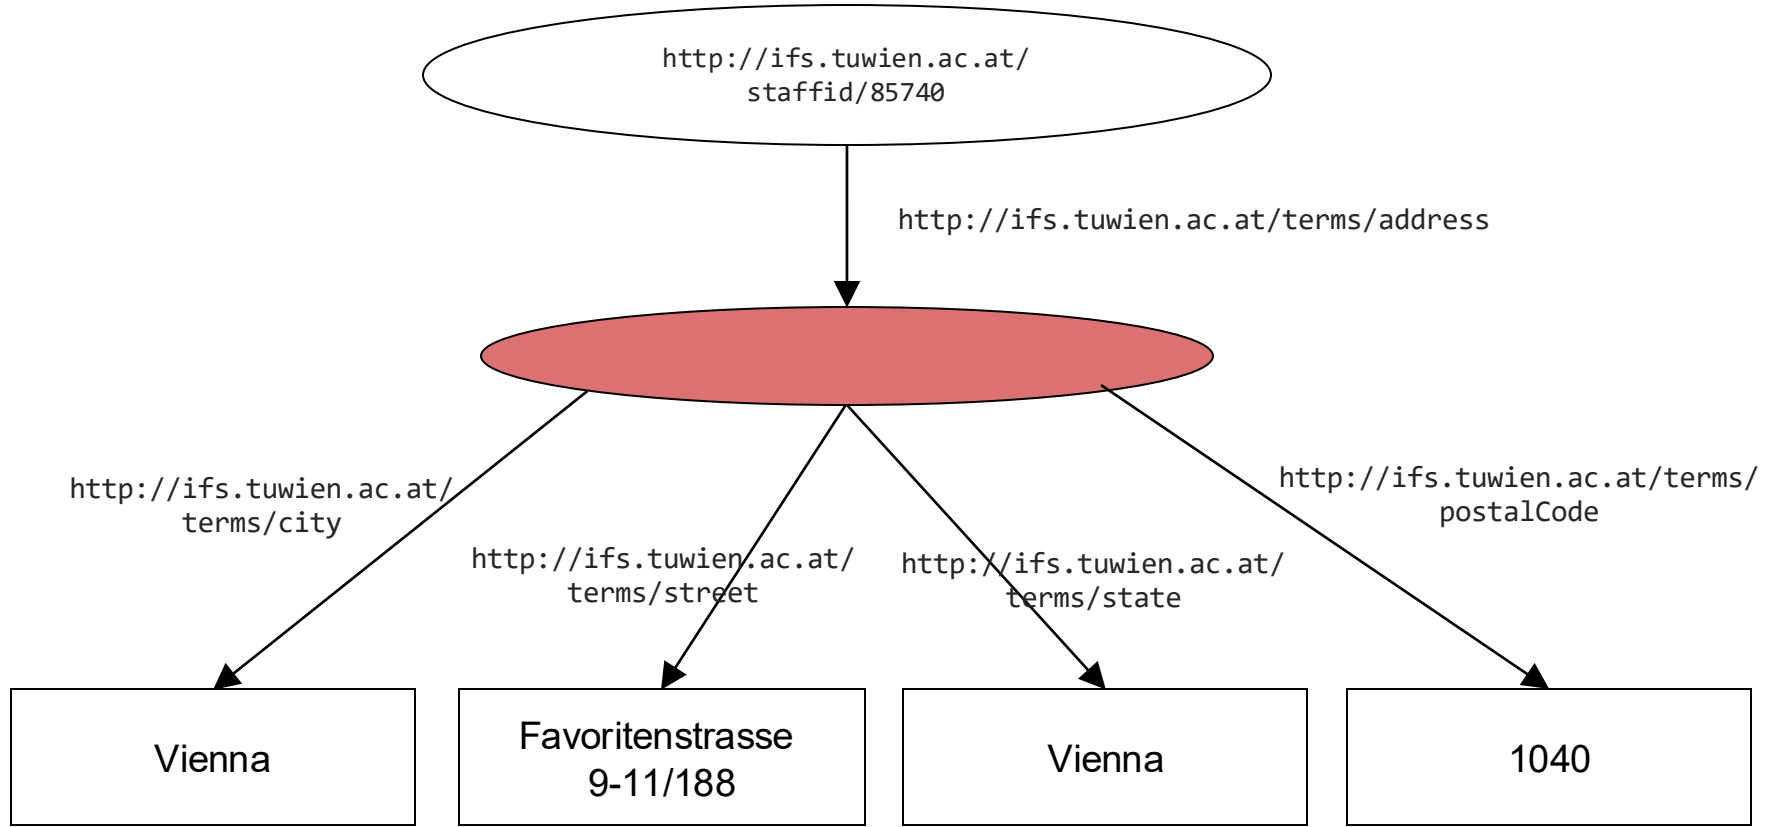 http://ifs.tuwien.ac.at/
staffid/85740
http://ifs.tuwien.ac.at/terms/address
http://ifs.tuwien.ac.at/
terms/city
http://ifs.tuwien.ac.at/
terms/street
http://ifs.tuwien.ac.at/
terms/state
http://ifs.tuwien.ac.at/terms/
postalCode
Vienna
Favoritenstrasse
9-11/188
Vienna
1040